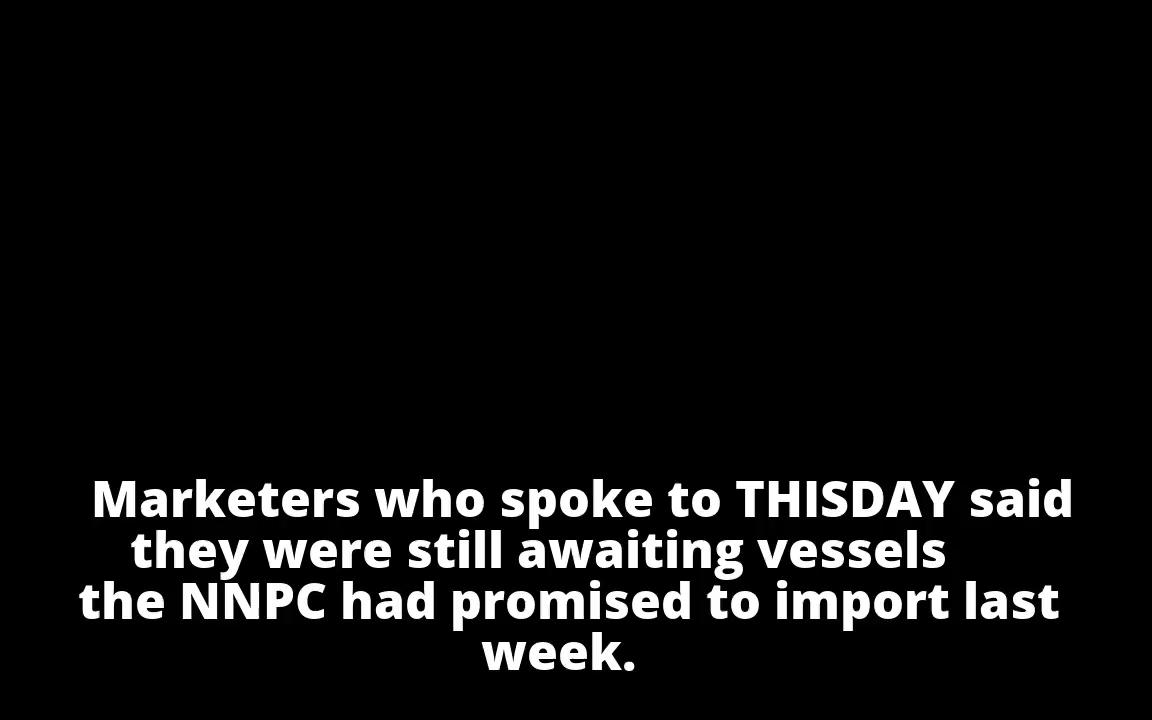 Marketers who spoke to THISDAY said
they were still awaiting vessels
the NNPC had promised to import last
week.